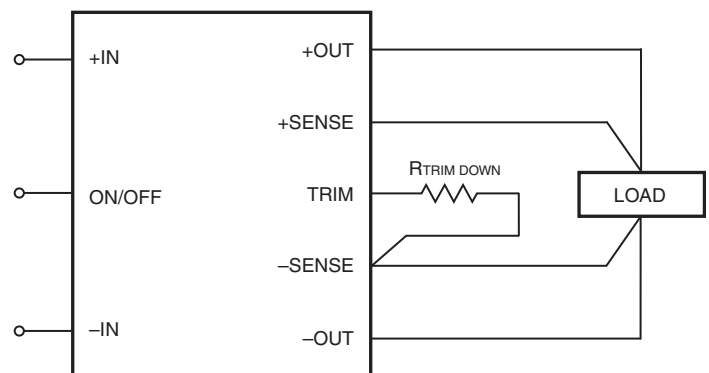 +IN
ON/OFF
–IN
+OUT
+SENSE
TRIM
–SENSE
–OUT
RTRIM DOWN
LOAD